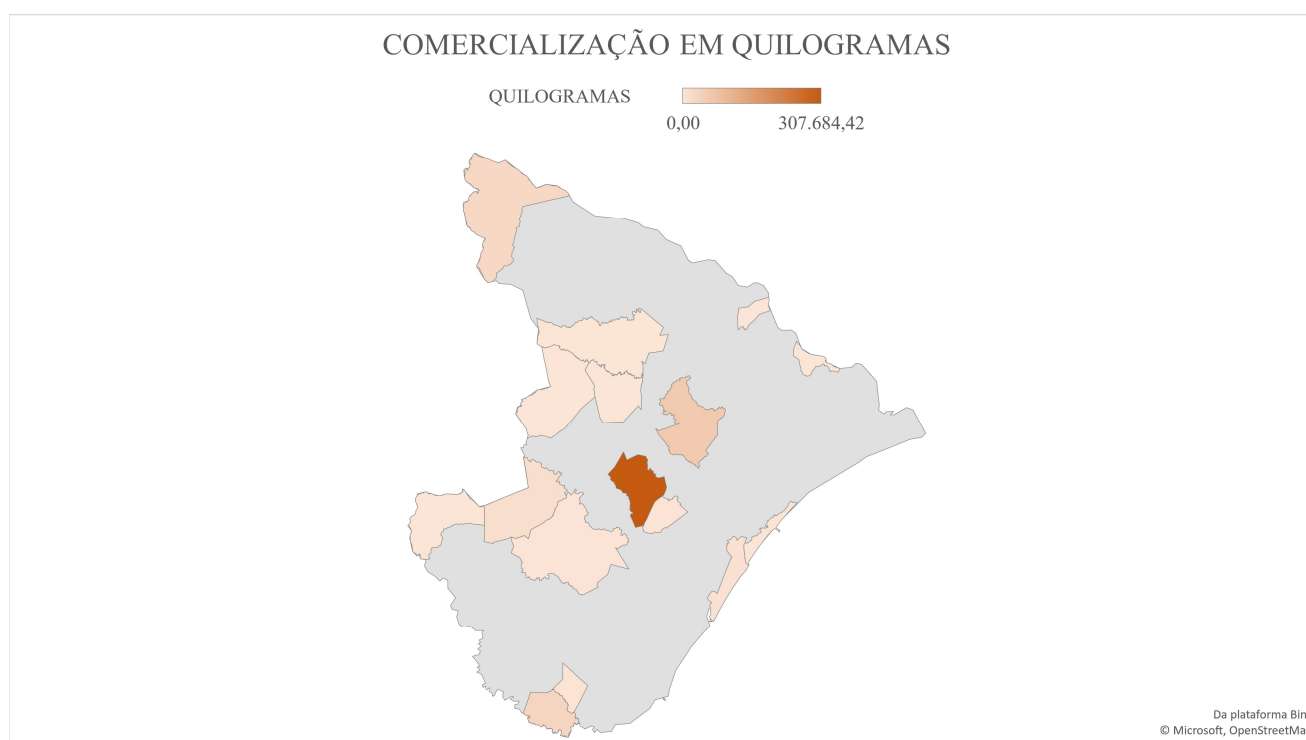 COMERCIALIZAÇÃO EM QUILOGRAMAS
QUILOGRAMAS
0,00 307.684,42
Da plataforma Bin
© Microsoft, OpenStreetMa